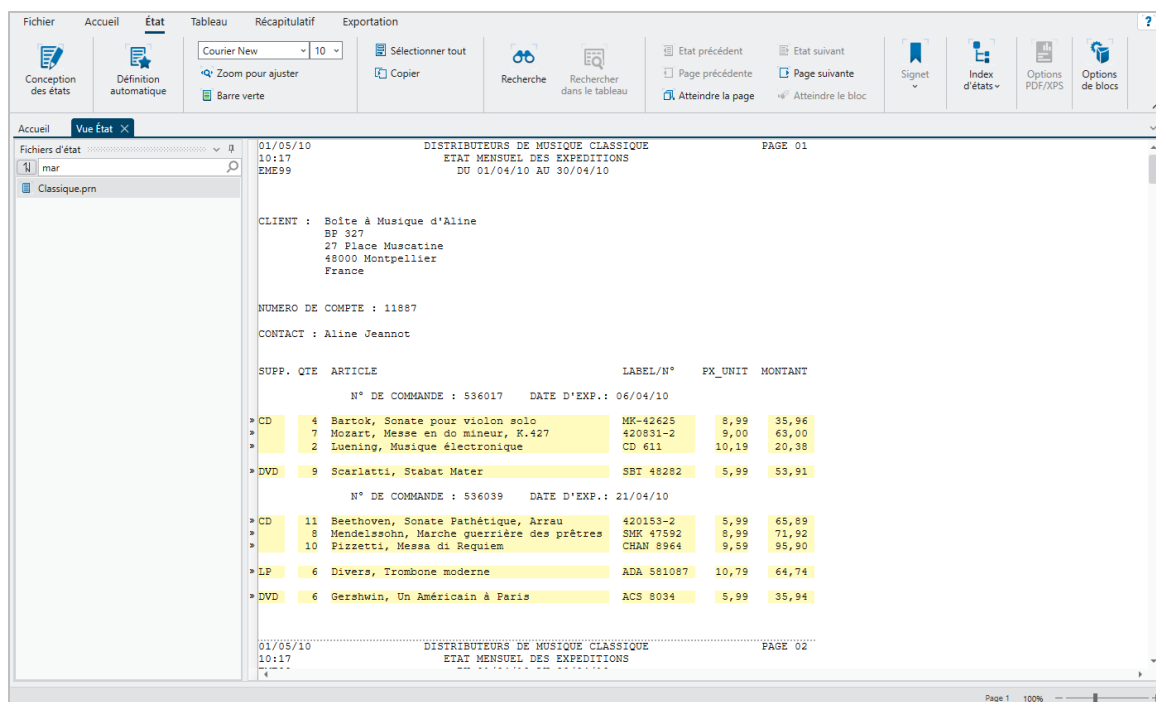 Fichier Accueil État Tableau Récapitulatif Exportation ?
Conception des états
Définition automatique
Courier New 10
Zoom pour ajuster
Barre verte
Sélectionner tout
Copier
Recherche
Rechercher dans le tableau
Etat précédent Etat suivant
Page précédente Page suivante
Atteindre la page Atteindre le bloc
Signet
Index d'états
Options PDF/XPS
Options de blocs
Accueil Vue État
Fichiers d'état
mar
Classique.prn
01/05/10 DISTRIBUTEURS DE MUSIQUE CLASSIQUE PAGE 01
10:17 ETAT MENSUEL DES EXPEDITIONS
EME99 DU 01/04/10 AU 30/04/10
CLIENT : Boîte à Musique d'Aline
BP 327
27 Place Muscatine
48000 Montpellier
France
NUMERO DE COMPTE : 11887
CONTACT : Aline Jeannot
SUPP. QTE ARTICLE LABEL/N° PX_UNIT MONTANT
N° DE COMMANDE : 536017 DATE D'EXP.: 06/04/10
» CD 4 Bartok, Sonate pour violon solo MK-42625 8,99 35,96
» 7 Mozart, Messe en do mineur, K.427 420831-2 9,00 63,00
» 2 Luening, Musique électronique CD 611 10,19 20,38
» DVD 9 Scarlatti, Stabat Mater SBT 48282 5,99 53,91
N° DE COMMANDE : 536039 DATE D'EXP.: 21/04/10
» CD 11 Beethoven, Sonate Pathétique, Arrau 420153-2 5,99 65,89
» 8 Mendelssohn, Marche guerrière des prêtres SMK 47592 8,99 71,92
» 10 Pizzetti, Messa di Requiem CHAN 8964 9,59 95,90
» LP 6 Divers, Trombone moderne ADA 581087 10,79 64,74
» DVD 6 Gershwin, Un Américain à Paris ACS 8034 5,99 35,94
01/05/10 DISTRIBUTEURS DE MUSIQUE CLASSIQUE PAGE 02
10:17 ETAT MENSUEL DES EXPEDITIONS
Page 1 100%